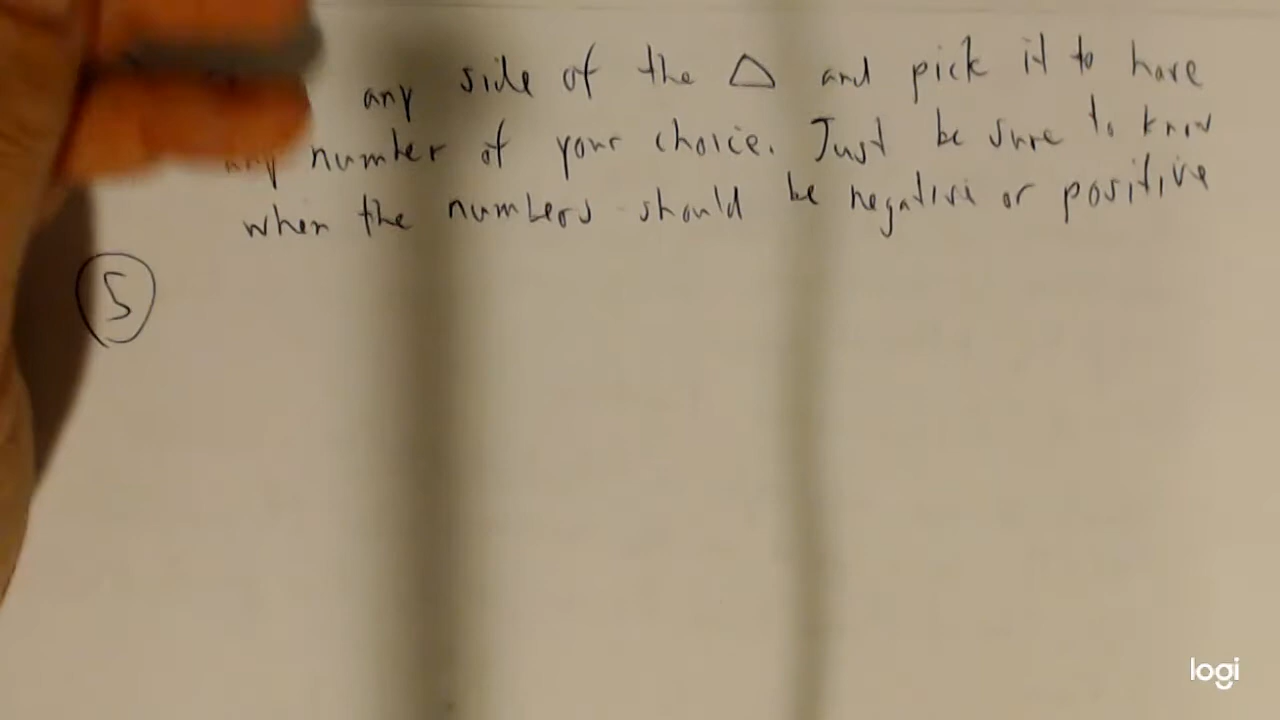 any side of the △ and pick it to have
any number of your choice. Just be sure to know
when the numbers should be negative or positive
5
logi